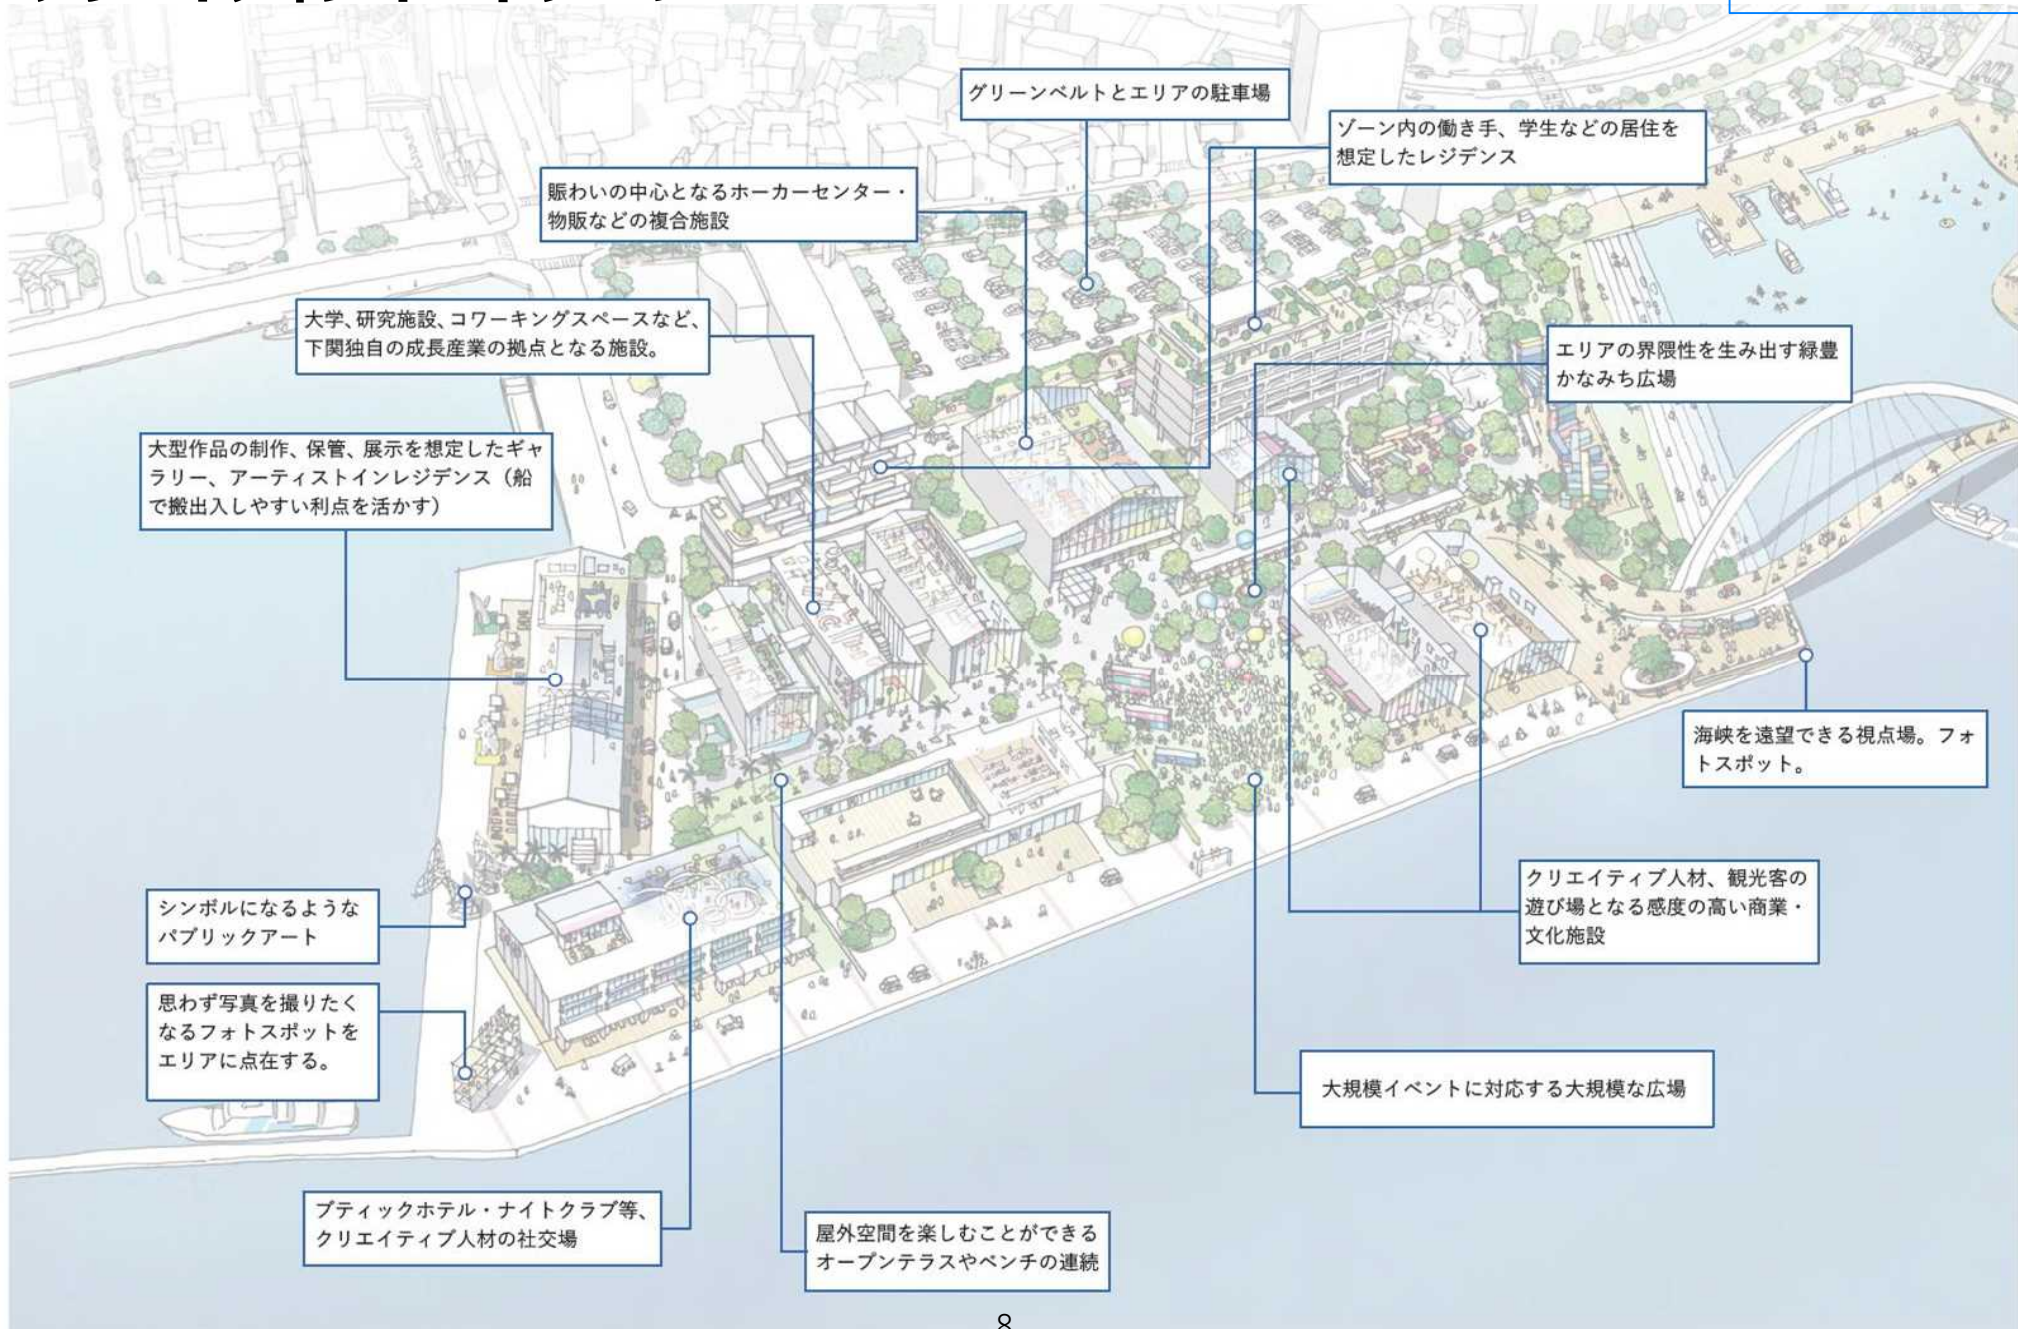 グリーンベルトとエリアの駐車場
ゾーン内の働き手、学生などの居住を
想定したレジデンス
賑わいの中心となるホーカーセンター・
物販などの複合施設
大学、研究施設、コワーキングスペースなど、
下関独自の成長産業の拠点となる施設。
エリアの界隈性を生み出す緑豊
かなみち広場
大型作品の制作、保管、展示を想定したギャ
ラリー、アーティストインレジデンス（船
で搬出入しやすい利点を活かす）
海峡を遠望できる視点場。フォ
トスポット。
クリエイティブ人材、観光客の
遊び場となる感度の高い商業・
文化施設
シンボルになるような
パブリックアート
思わず写真を撮りたく
なるフォトスポットを
エリアに点在する。
大規模イベントに対応する大規模な広場
ブティックホテル・ナイトクラブ等、
クリエイティブ人材の社交場
屋外空間を楽しむことができる
オープンテラスやベンチの連続
8